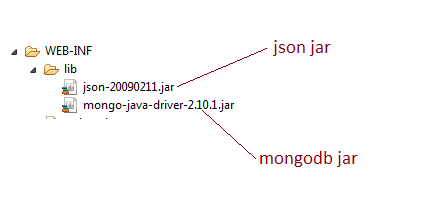 json jar
WEB-INF
lib
json-20090211.jar
mongo-java-driver-2.10.1.jar
mongodb jar